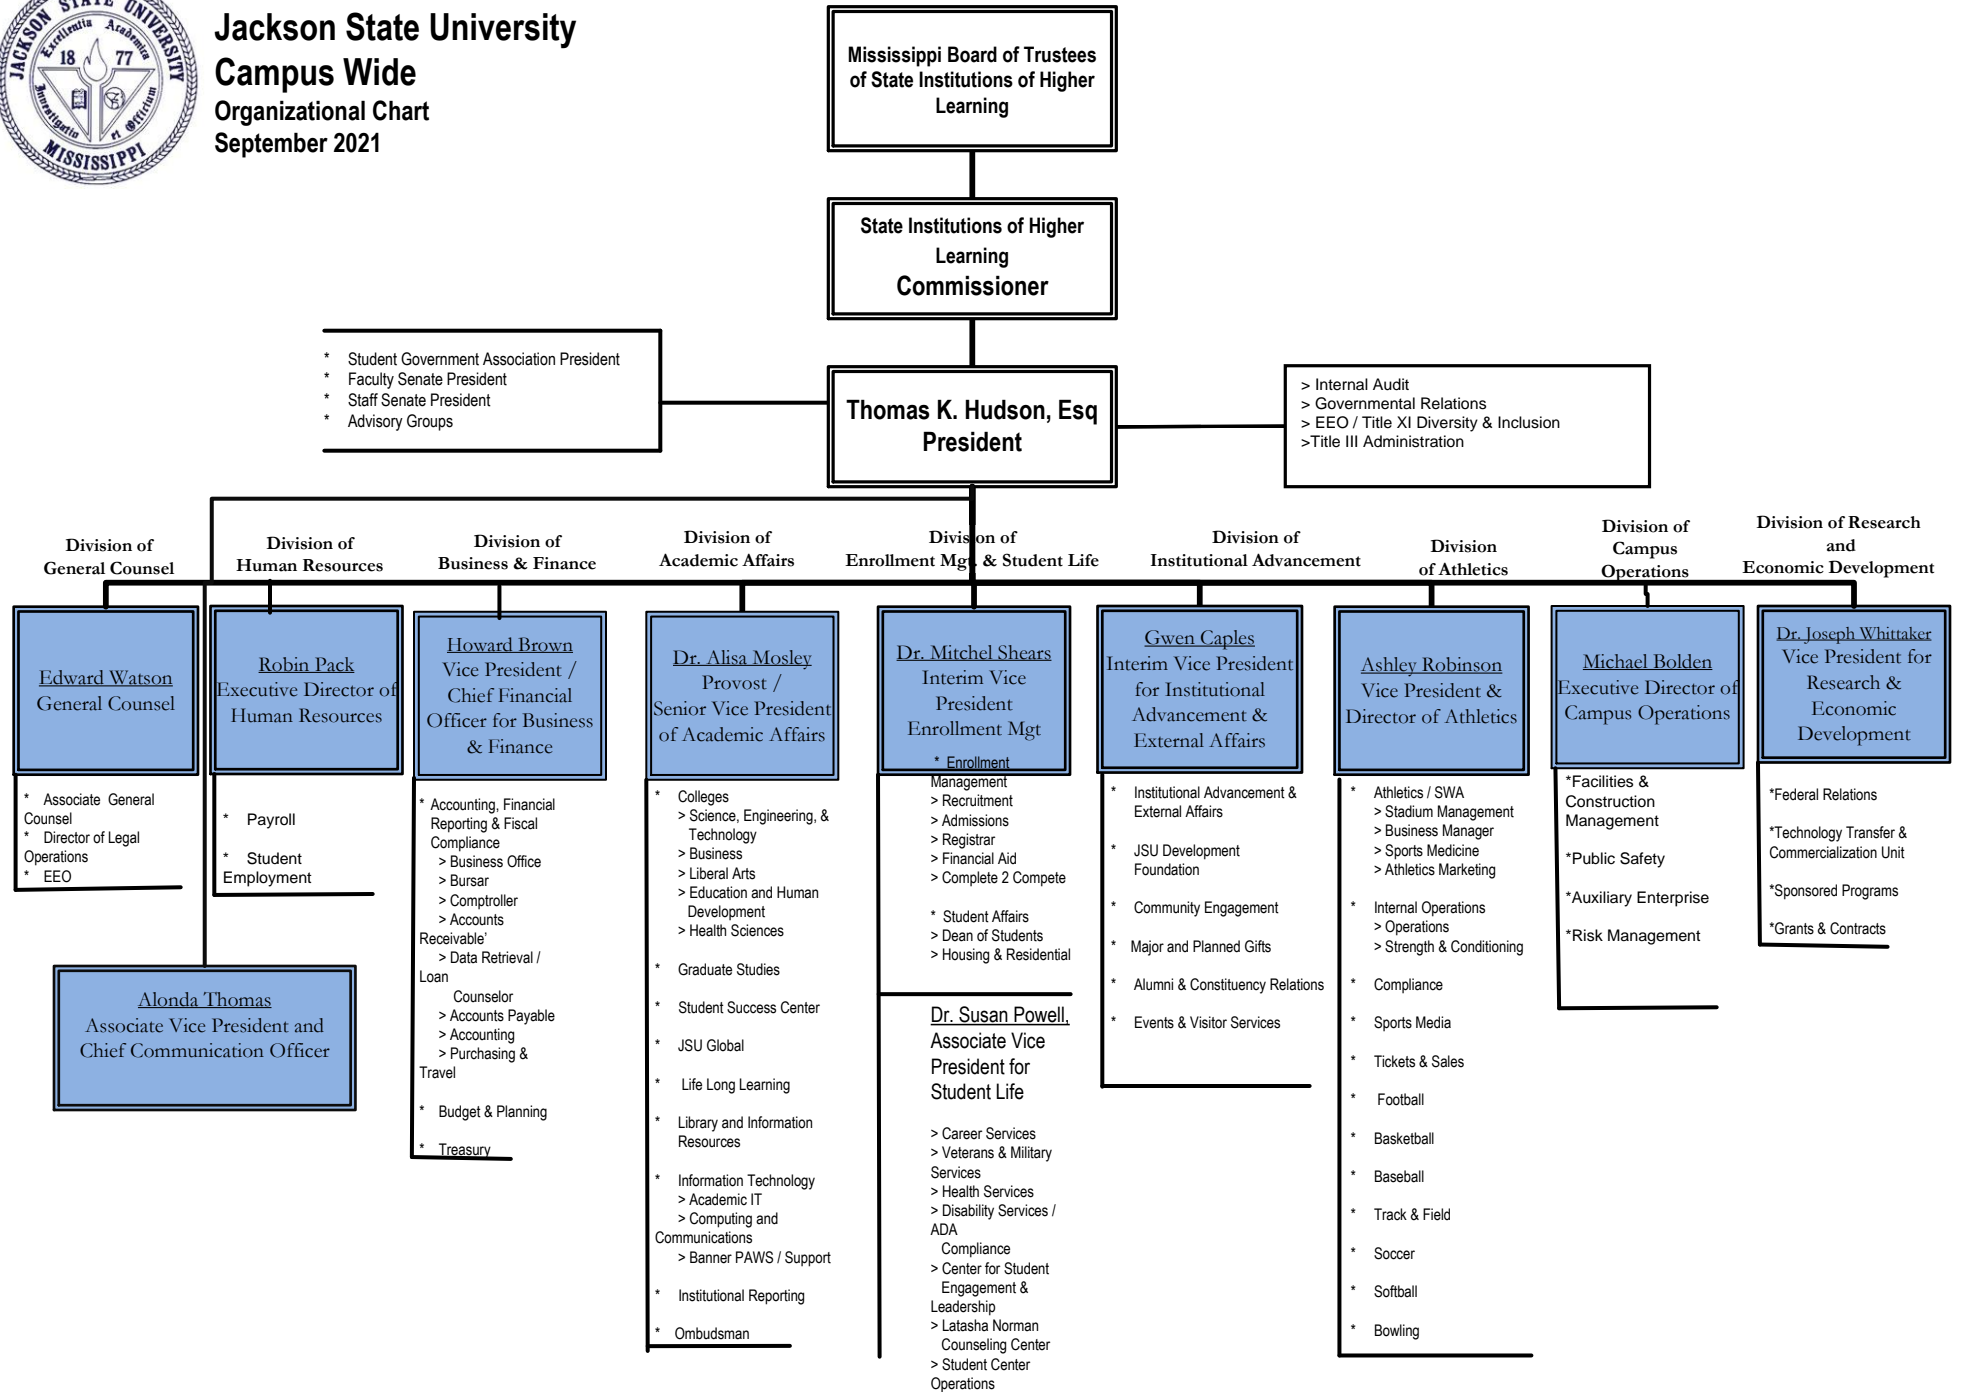 JACKSON STATE UNIVERSITY
Excellentia Academica
18 77
Investigatio et Officium
MISSISSIPPI
Jackson State University
Campus Wide
Organizational Chart
September 2021
Mississippi Board of Trustees
of State Institutions of Higher
Learning
State Institutions of Higher
Learning
Commissioner
* Student Government Association President
* Faculty Senate President
* Staff Senate President
* Advisory Groups
Thomas K. Hudson, Esq
President
> Internal Audit
> Governmental Relations
> EEO / Title XI Diversity & Inclusion
>Title III Administration
Division of
General Counsel
Edward Watson
General Counsel
* Associate General
Counsel
* Director of Legal
Operations
* EEO
Division of
Human Resources
Robin Pack
Executive Director of
Human Resources
* Payroll
* Student
Employment
Alonda Thomas
Associate Vice President and
Chief Communication Officer
Division of
Business & Finance
Howard Brown
Vice President /
Chief Financial
Officer for Business
& Finance
* Accounting, Financial
Reporting & Fiscal
Compliance
> Business Office
> Bursar
> Comptroller
> Accounts
Receivable’
> Data Retrieval /
Loan
Counselor
> Accounts Payable
> Accounting
> Purchasing &
Travel
* Budget & Planning
* Treasury
Division of
Academic Affairs
Dr. Alisa Mosley
Provost /
Senior Vice President
of Academic Affairs
* Colleges
> Science, Engineering, &
Technology
> Business
> Liberal Arts
> Education and Human
Development
> Health Sciences
* Graduate Studies
* Student Success Center
* JSU Global
* Life Long Learning
* Library and Information
Resources
* Information Technology
> Academic IT
> Computing and
Communications
> Banner PAWS / Support
* Institutional Reporting
* Ombudsman
Division of
Enrollment Mgt. & Student Life
Dr. Mitchel Shears
Interim Vice
President
Enrollment Mgt
* Enrollment
Management
> Recruitment
> Admissions
> Registrar
> Financial Aid
> Complete 2 Compete
* Student Affairs
> Dean of Students
> Housing & Residential
Dr. Susan Powell,
Associate Vice
President for
Student Life
> Career Services
> Veterans & Military
Services
> Health Services
> Disability Services /
ADA
Compliance
> Center for Student
Engagement &
Leadership
> Latasha Norman
Counseling Center
> Student Center
Operations
Division of
Institutional Advancement
Gwen Caples
Interim Vice President
for Institutional
Advancement &
External Affairs
* Institutional Advancement &
External Affairs
* JSU Development
Foundation
* Community Engagement
* Major and Planned Gifts
* Alumni & Constituency Relations
* Events & Visitor Services
Division
of Athletics
Ashley Robinson
Vice President &
Director of Athletics
* Athletics / SWA
> Stadium Management
> Business Manager
> Sports Medicine
> Athletics Marketing
* Internal Operations
> Operations
> Strength & Conditioning
* Compliance
* Sports Media
* Tickets & Sales
* Football
* Basketball
* Baseball
* Track & Field
* Soccer
* Softball
* Bowling
Division of
Campus
Operations
Michael Bolden
Executive Director of
Campus Operations
*Facilities &
Construction
Management
*Public Safety
*Auxiliary Enterprise
*Risk Management
Division of Research
and
Economic Development
Dr. Joseph Whittaker
Vice President for
Research &
Economic
Development
*Federal Relations
*Technology Transfer &
Commercialization Unit
*Sponsored Programs
*Grants & Contracts